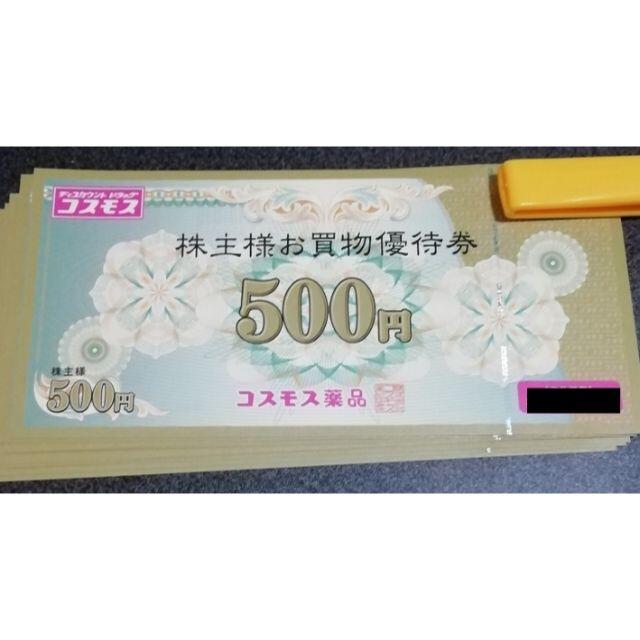 ディスカウント ドラッグ
コスモス
株主様お買物優待券
500円
株主様
500円
コスモス薬品